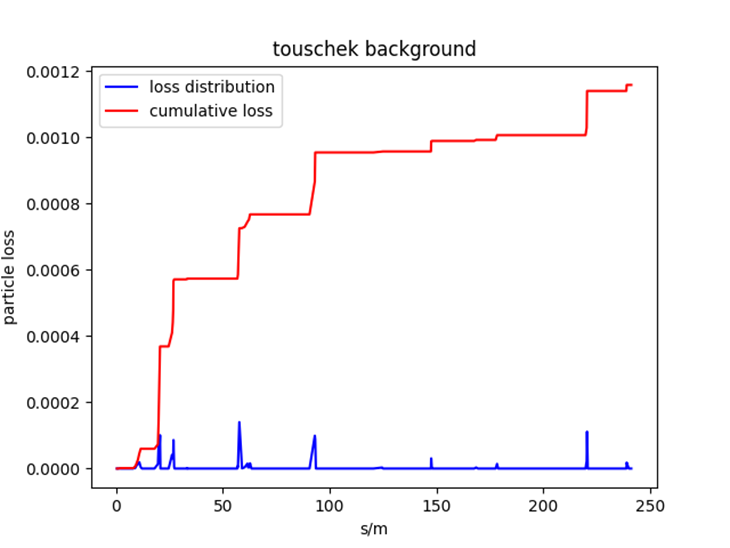 touschek background
0.0012
0.0010
0.0008
0.0006
0.0004
0.0002
0.0000
particle loss
loss distribution
cumulative loss
0 50 100 150 200 250
s/m